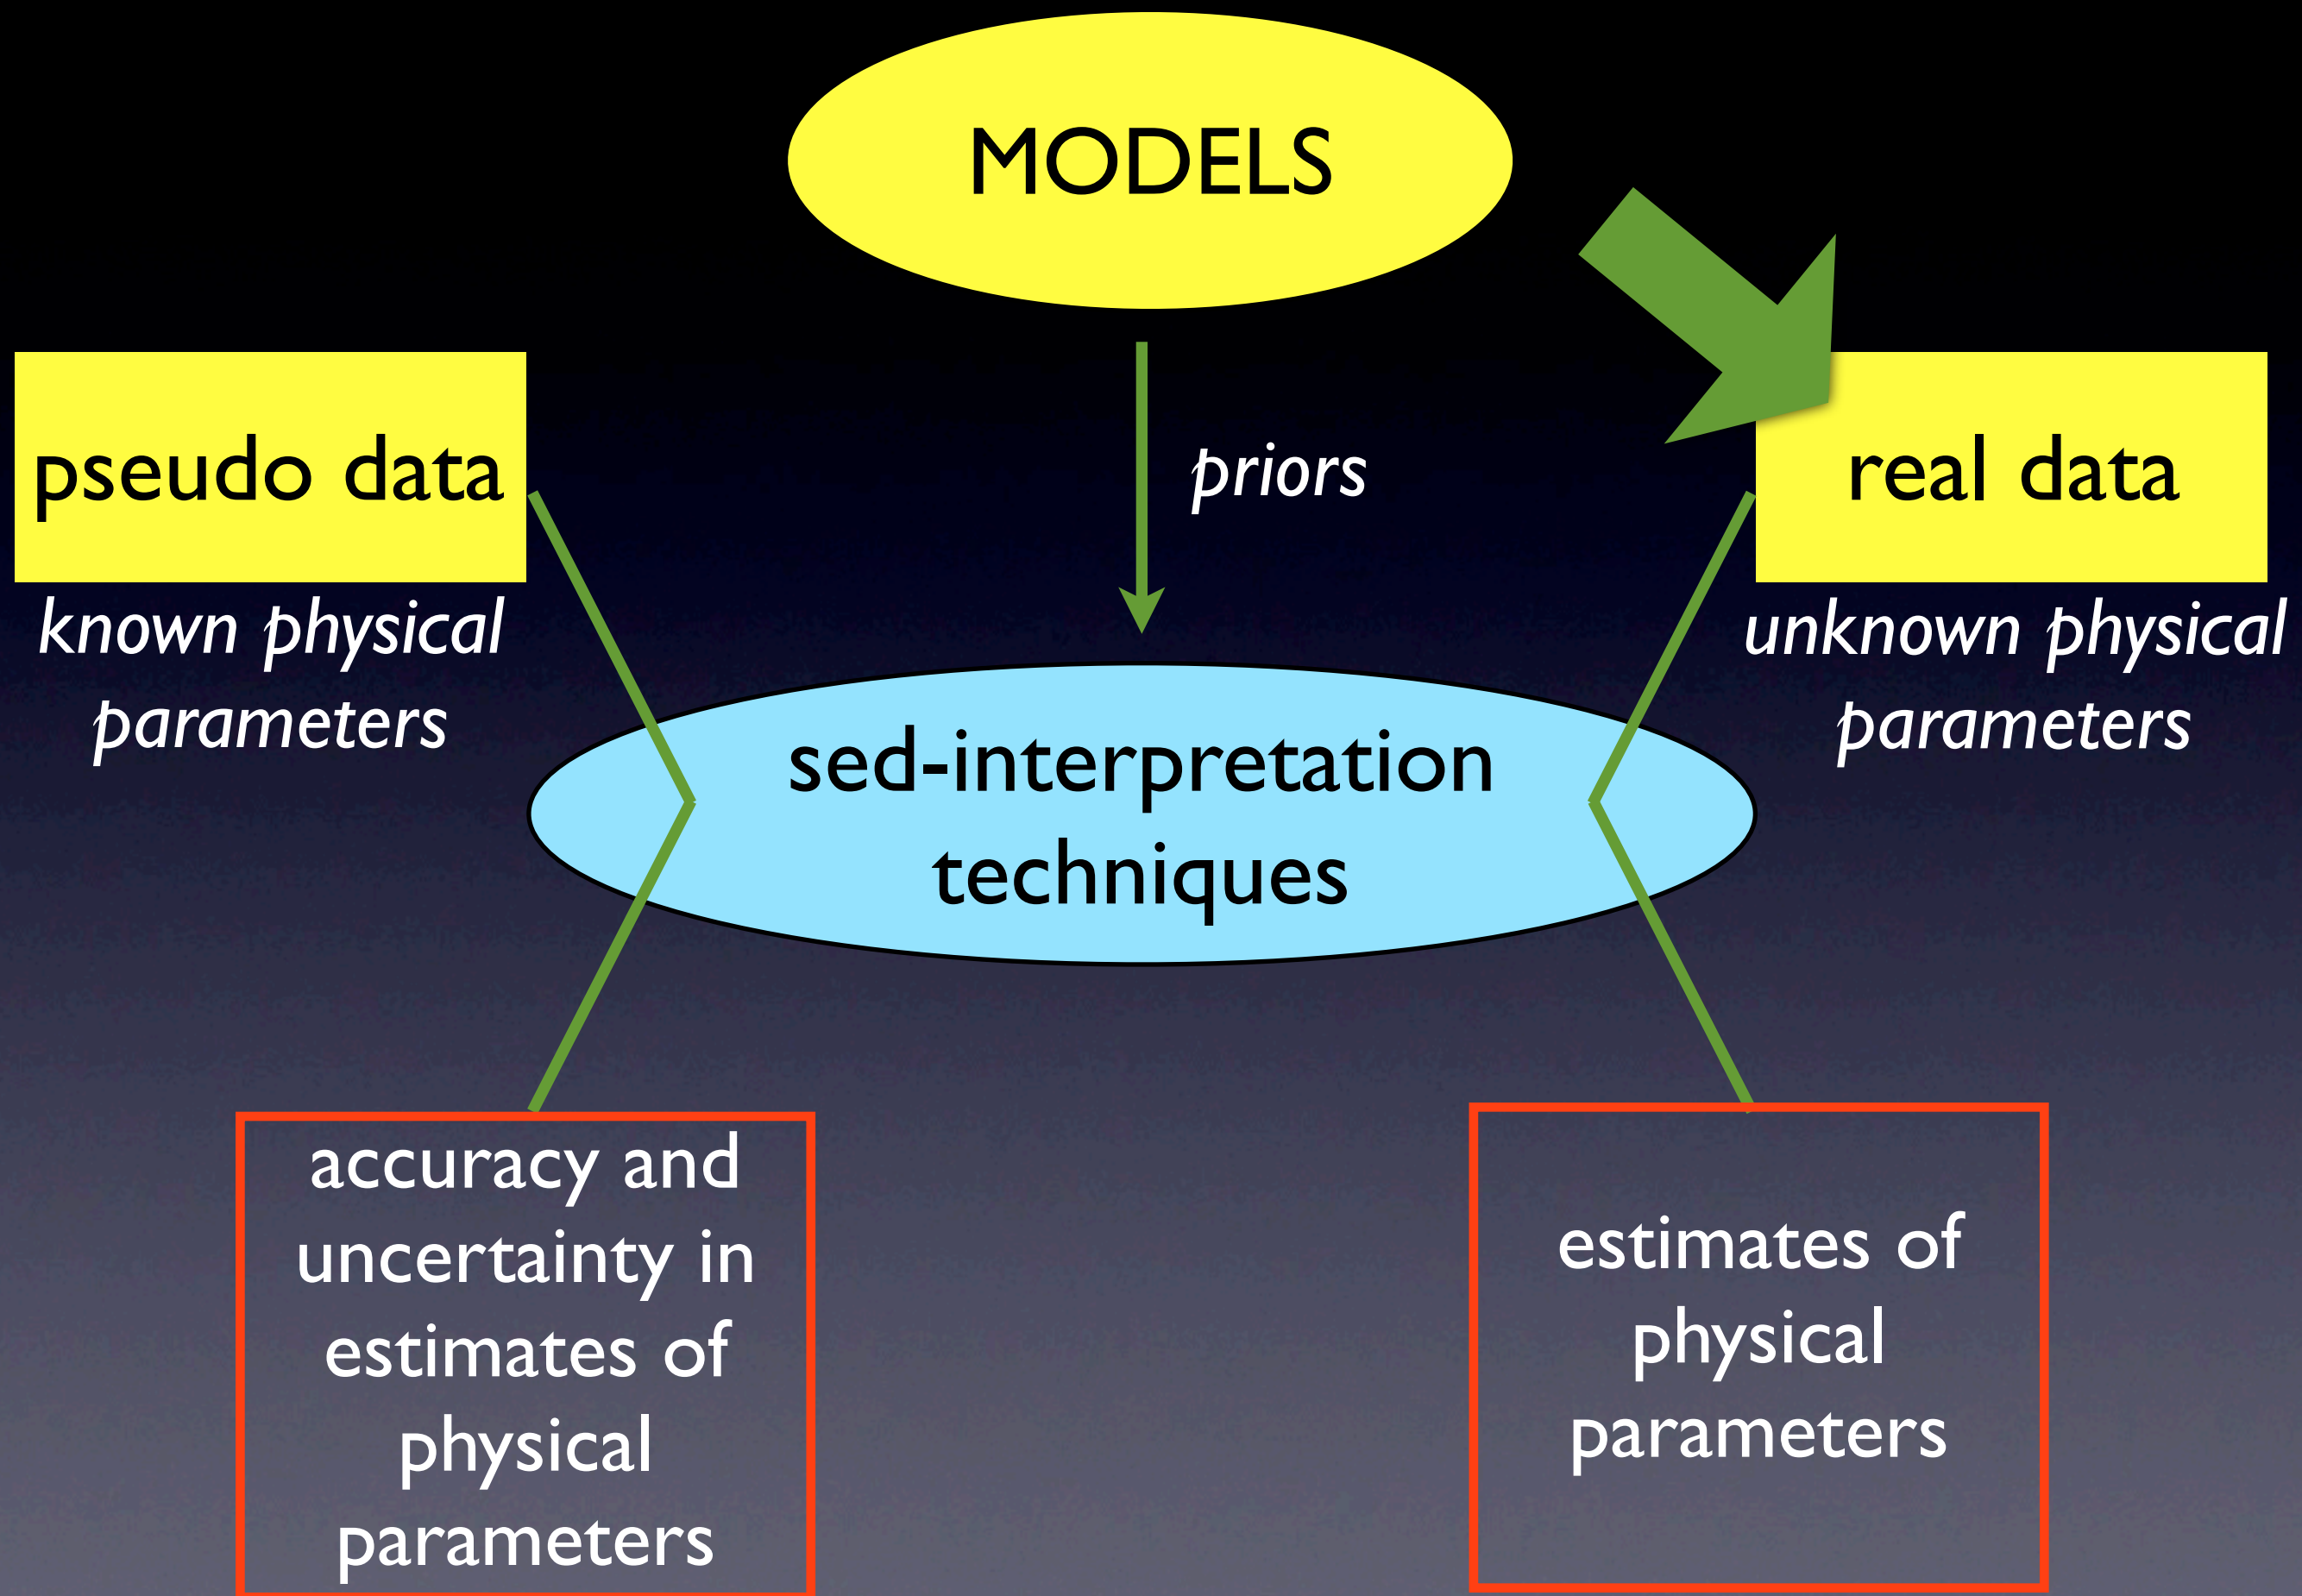 MODELS
pseudo data
known physical
parameters
priors
real data
unknown physical
parameters
sed-interpretation
techniques
accuracy and
uncertainty in
estimates of
physical
parameters
estimates of
physical
parameters